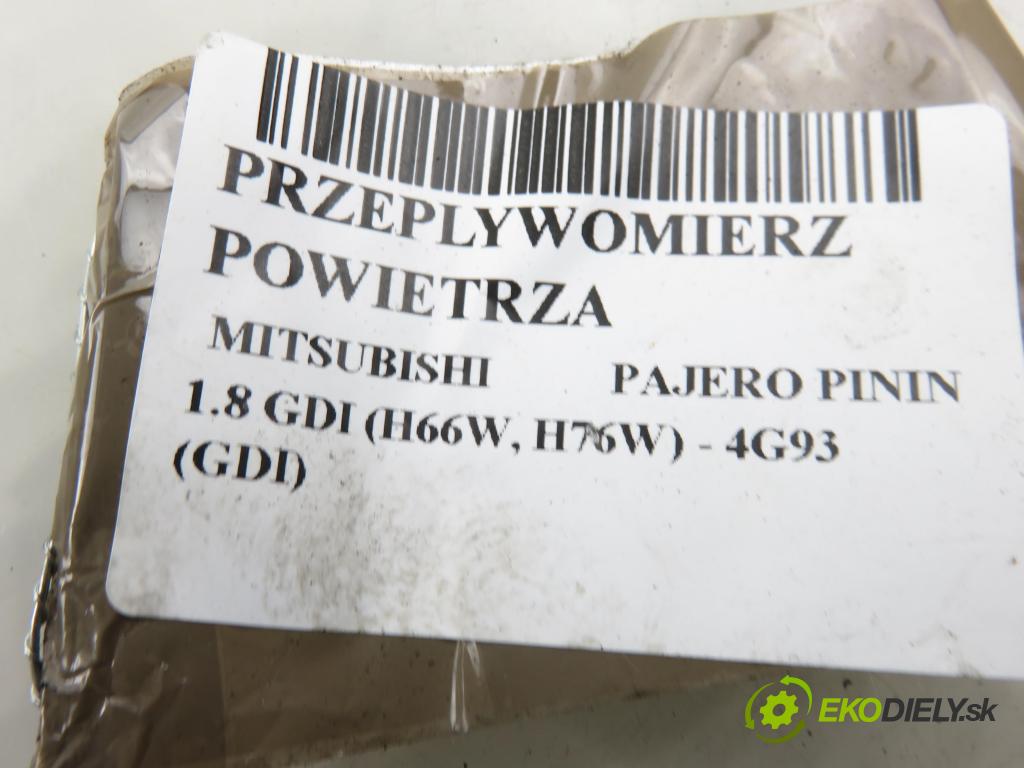 PRZEPLYWOMIERZ
POWIETRZA
MITSUBISHI PAJERO PININ
1.8 GDI (H66W, H76W) - 4G93
(GDI)
EKODIELY.sk